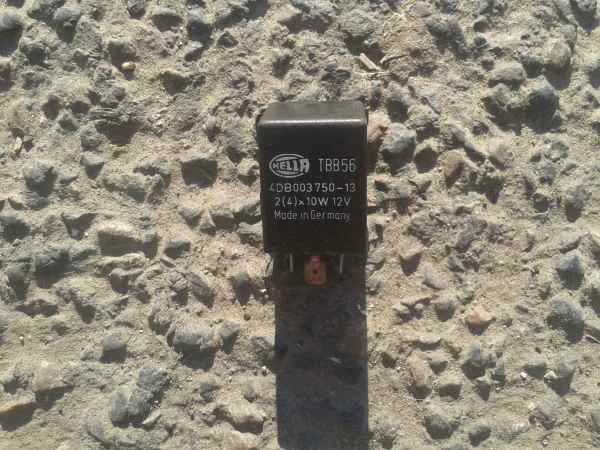 HELLA TBB56
4DB003750-13
2(4)×10W 12V
Made in Germany